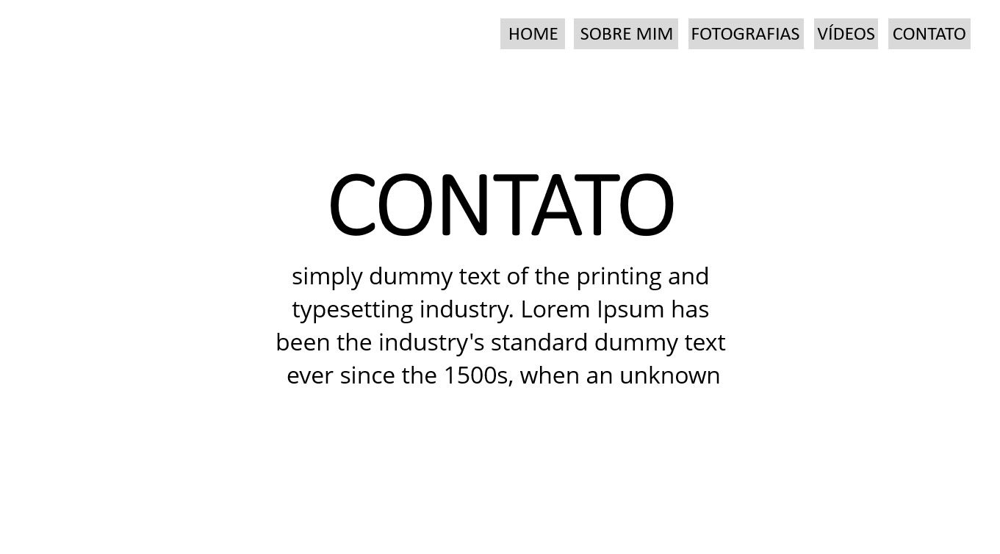 HOME SOBRE MIM FOTOGRAFIAS VÍDEOS CONTATO
CONTATO
simply dummy text of the printing and
typesetting industry. Lorem Ipsum has
been the industry's standard dummy text
ever since the 1500s, when an unknown